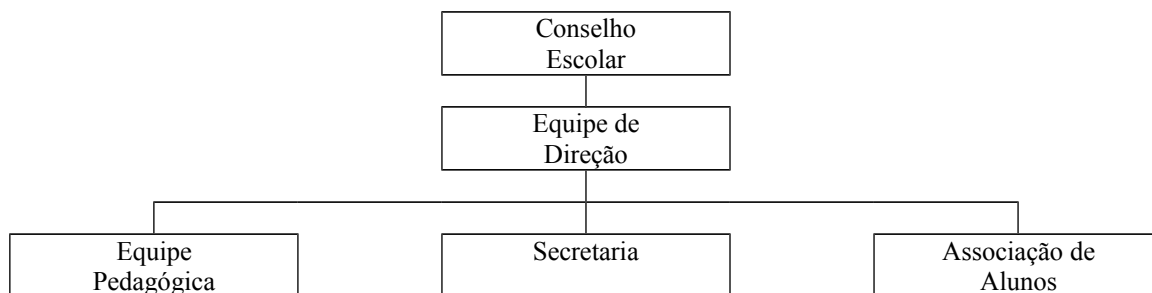 Conselho
Escolar
Equipe de
Direção
Equipe
Pedagógica
Secretaria
Associação de
Alunos